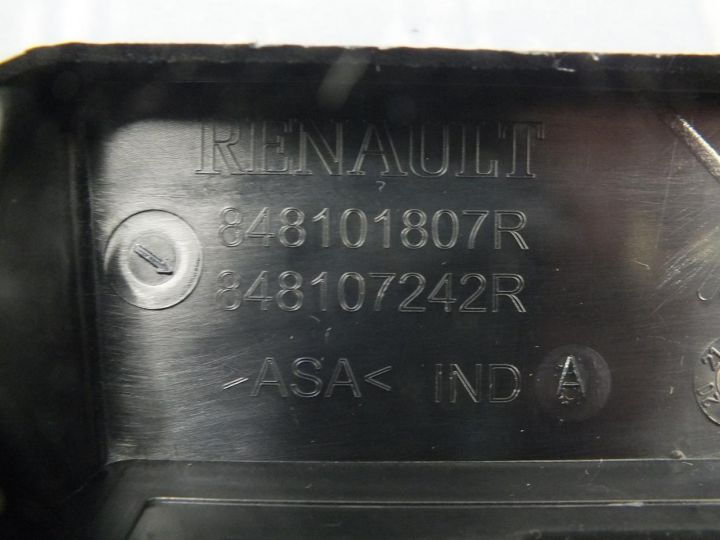 RENAULT
848101807R
848107242R
>ASA< IND A